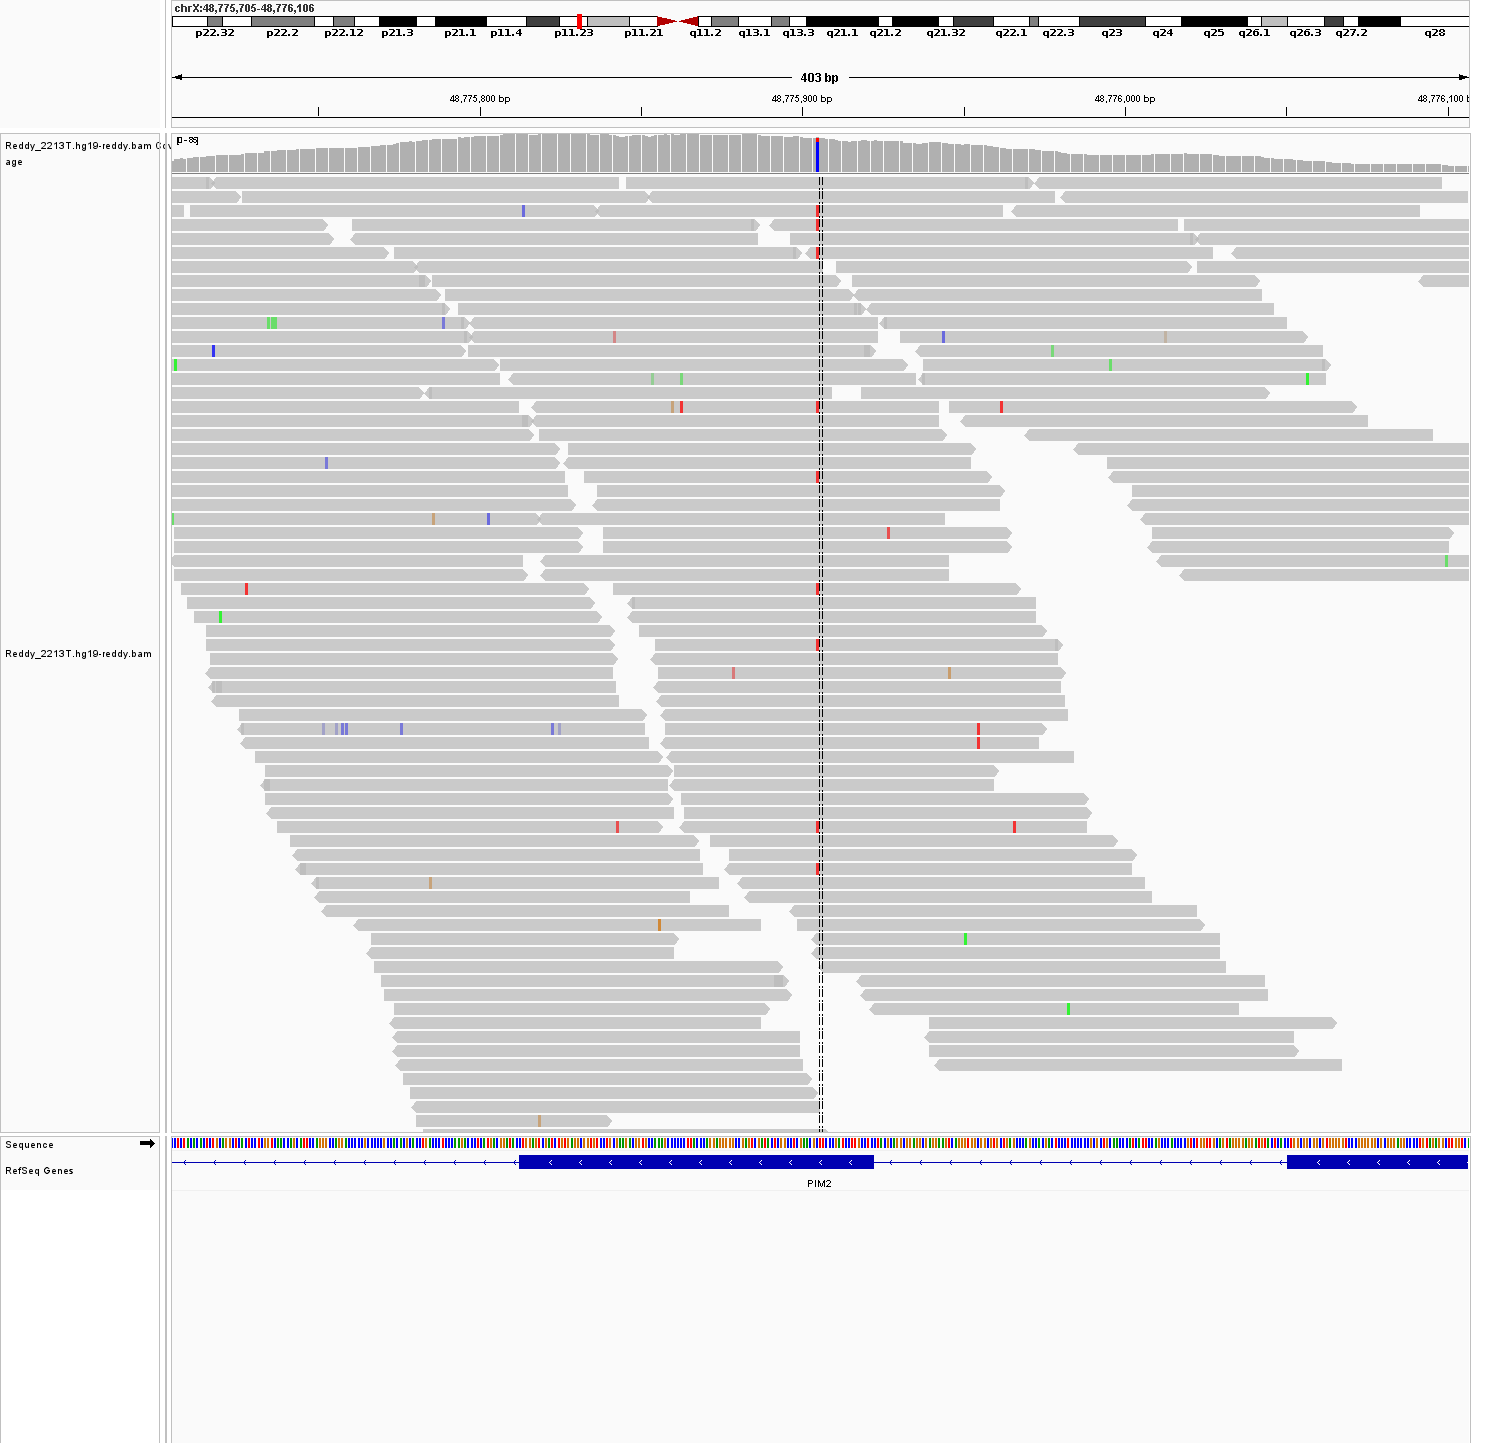 chrX:48,775,705-48,776,106
p22.32 p22.2 p22.12 p21.3 p21.1 p11.4 p11.23 p11.21 q11.2 q13.1 q13.3 q21.1 q21.2 q21.32 q22.1 q22.3 q23 q24 q25 q26.1 q26.3 q27.2 q28
403 bp
48,775,800 bp 48,775,900 bp 48,776,000 bp 48,776,100 b
Reddy_2213T.hg19-reddy.bam Cov
age
Reddy_2213T.hg19-reddy.bam
Sequence
RefSeq Genes
PIM2